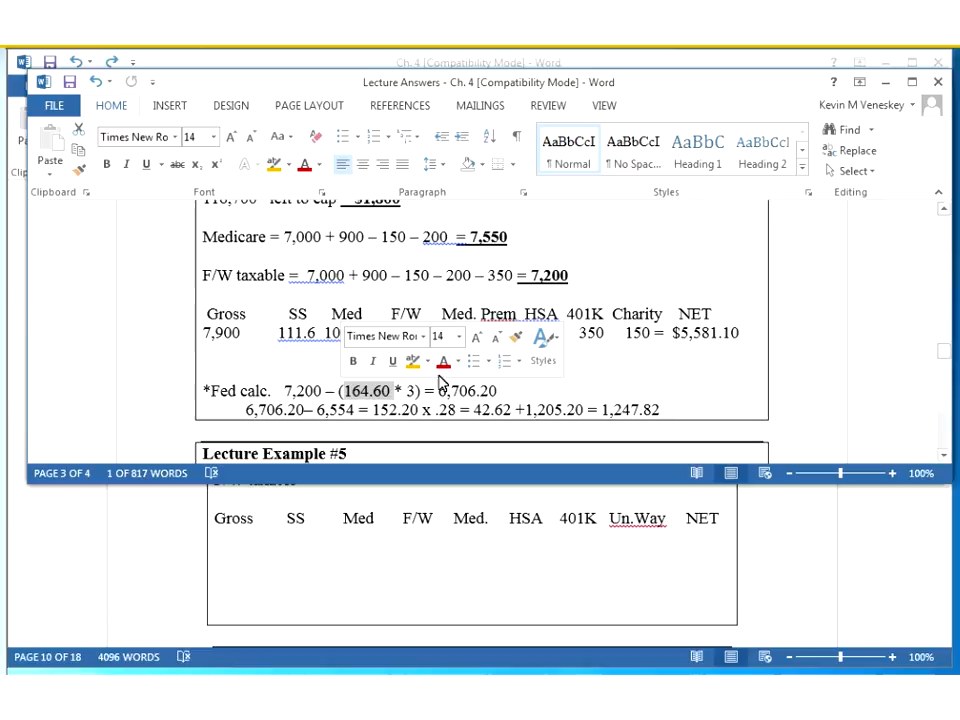 Ch. 4 [Compatibility Mode] - Word
Lecture Answers - Ch. 4 [Compatibility Mode] - Word
FILE HOME INSERT DESIGN PAGE LAYOUT REFERENCES MAILINGS REVIEW VIEW Kevin M Veneskey
Paste
Times New Ro 14 Aa
AaBbCcI AaBbCcI AaBbC AaBbCc
¶ Normal ¶ No Spac... Heading 1 Heading 2
Find
Replace
Select
Clipboard Font Paragraph Styles Editing
left to cap
Medicare = 7,000 + 900 – 150 – 200 = 7,550
F/W taxable = 7,000 + 900 – 150 – 200 – 350 = 7,200
Gross SS Med F/W Med. Prem HSA 401K Charity NET
7,900 111.6 10 350 150 = $5,581.10
Times New Roi 14
B I U Styles
*Fed calc. 7,200 – (164.60 * 3) = 6,706.20
6,706.20– 6,554 = 152.20 x .28 = 42.62 +1,205.20 = 1,247.82
Lecture Example #5
PAGE 3 OF 4 1 OF 817 WORDS 100%
Gross SS Med F/W Med. HSA 401K Un.Way NET
PAGE 10 OF 18 4096 WORDS 100%